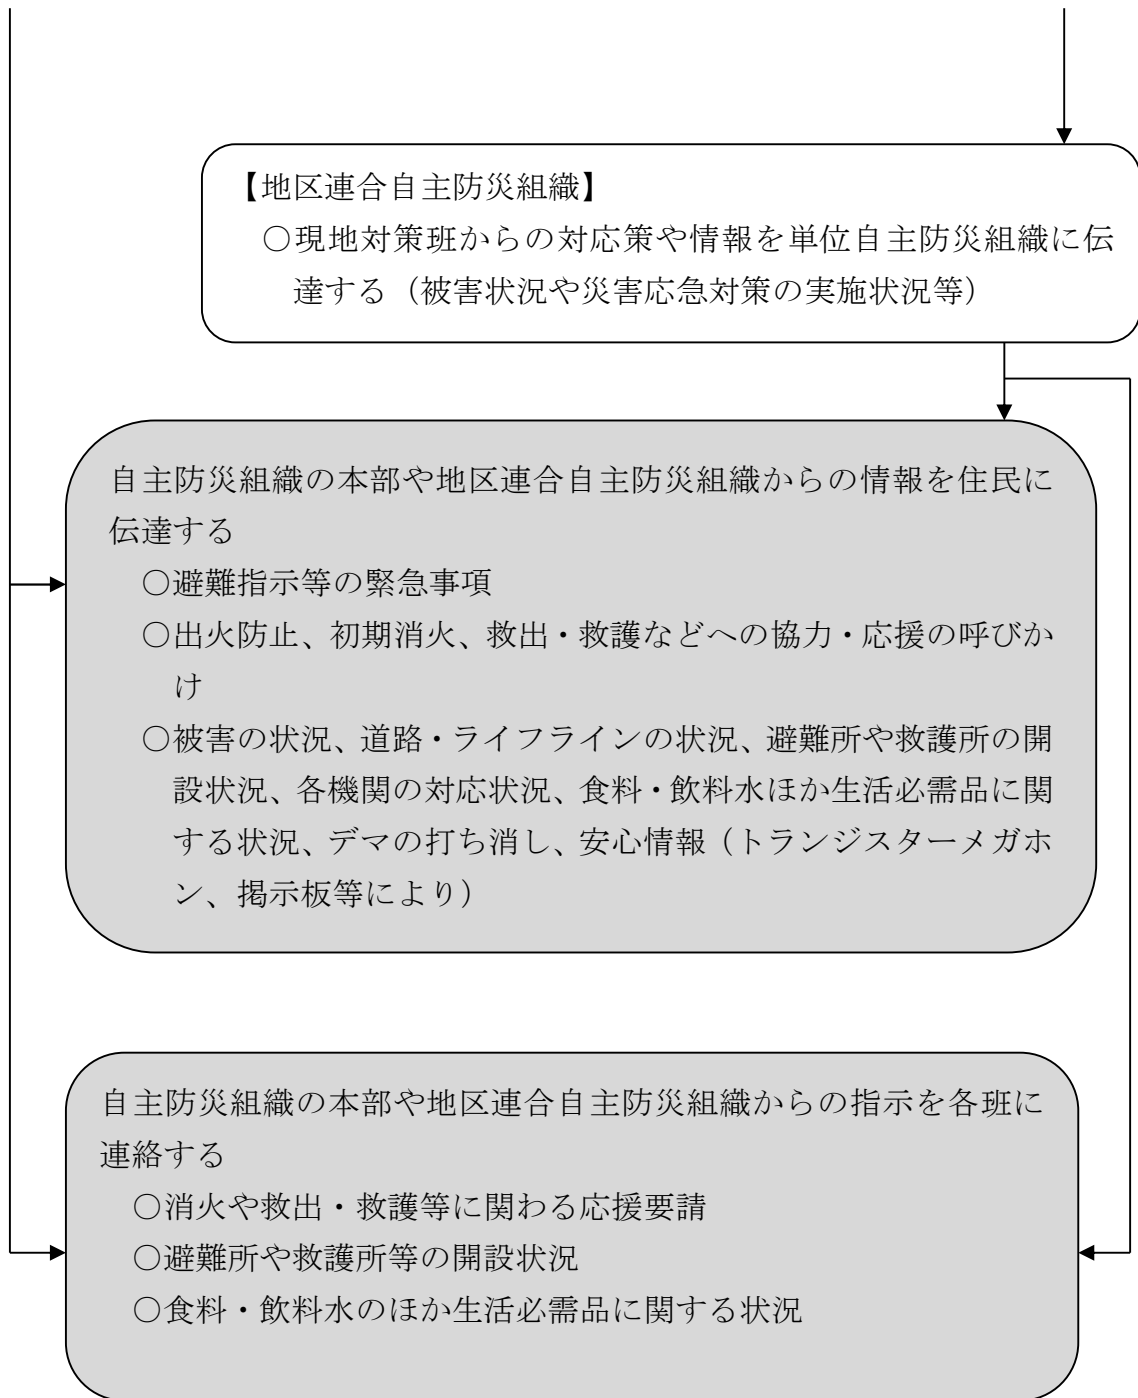 【地区連合自主防災組織】
○現地対策班からの対応策や情報を単位自主防災組織に伝
達する（被害状況や災害応急対策の実施状況等）
自主防災組織の本部や地区連合自主防災組織からの情報を住民に
伝達する
○避難指示等の緊急事項
○出火防止、初期消火、救出・救護などへの協力・応援の呼びか
け
○被害の状況、道路・ライフラインの状況、避難所や救護所の開
設状況、各機関の対応状況、食料・飲料水ほか生活必需品に関
する状況、デマの打ち消し、安心情報（トランジスターメガホ
ン、掲示板等により）
自主防災組織の本部や地区連合自主防災組織からの指示を各班に
連絡する
○消火や救出・救護等に関わる応援要請
○避難所や救護所等の開設状況
○食料・飲料水のほか生活必需品に関する状況